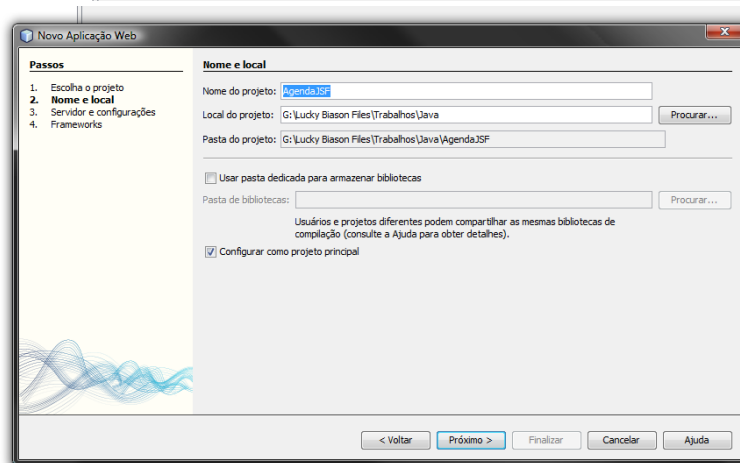 Novo Aplicação Web
Passos
1. Escolha o projeto
2. Nome e local
3. Servidor e configurações
4. Frameworks
Nome e local
Nome do projeto: AgendaJSF
Local do projeto: G:\Lucky Biason Files\Trabalhos\Java Procurar...
Pasta do projeto: G:\Lucky Biason Files\Trabalhos\Java\AgendaJSF
Usar pasta dedicada para armazenar bibliotecas
Pasta de bibliotecas: Procurar...
Usuários e projetos diferentes podem compartilhar as mesmas bibliotecas de
compilação (consulte a Ajuda para obter detalhes).
Configurar como projeto principal
< Voltar Próximo > Finalizar Cancelar Ajuda